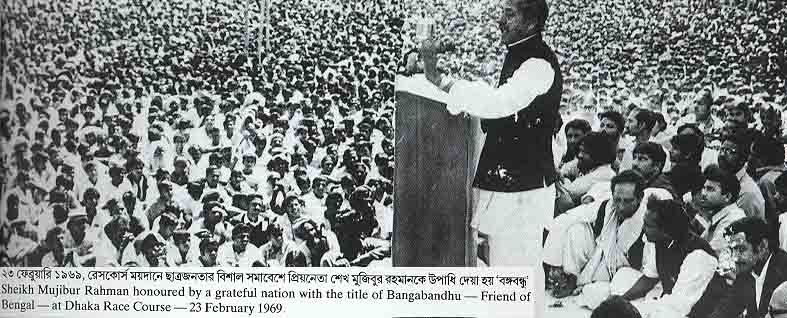 ২৩ ফেব্রুয়ারি ১৯৬৯, রেসকোর্স ময়দানে ছাত্রজনতার বিশাল সমাবেশে প্রিয়নেতা শেখ মুজিবুর রহমানকে উপাধি দেয়া হয় ‘বঙ্গবন্ধু’
Sheikh Mujibur Rahman honoured by a grateful nation with the title of Bangabandhu — Friend of
Bengal — at Dhaka Race Course — 23 February 1969.